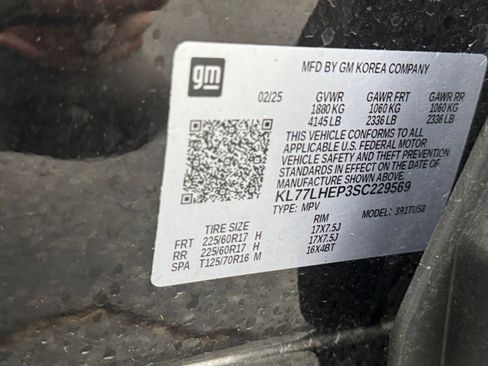 gm
MFD BY GM KOREA COMPANY
02/25 GVWR GAWR FRT GAWR RR
1880 KG 1060 KG 1060 KG
4145 LB 2336 LB 2336 LB
THIS VEHICLE CONFORMS TO ALL
APPLICABLE U.S. FEDERAL MOTOR
VEHICLE SAFETY AND THEFT PREVENTION
STANDARDS IN EFFECT ON THE DATE OF
MANUFACTURE SHOWN ABOVE.
KL77LHEP3SC229569
TYPE: MPV MODEL: 391TUS8
TIRE SIZE RIM
FRT 225/60R17 H 17X7.5J
RR 225/60R17 H 17X7.5J
SPA T125/70R16 M 16X4BT